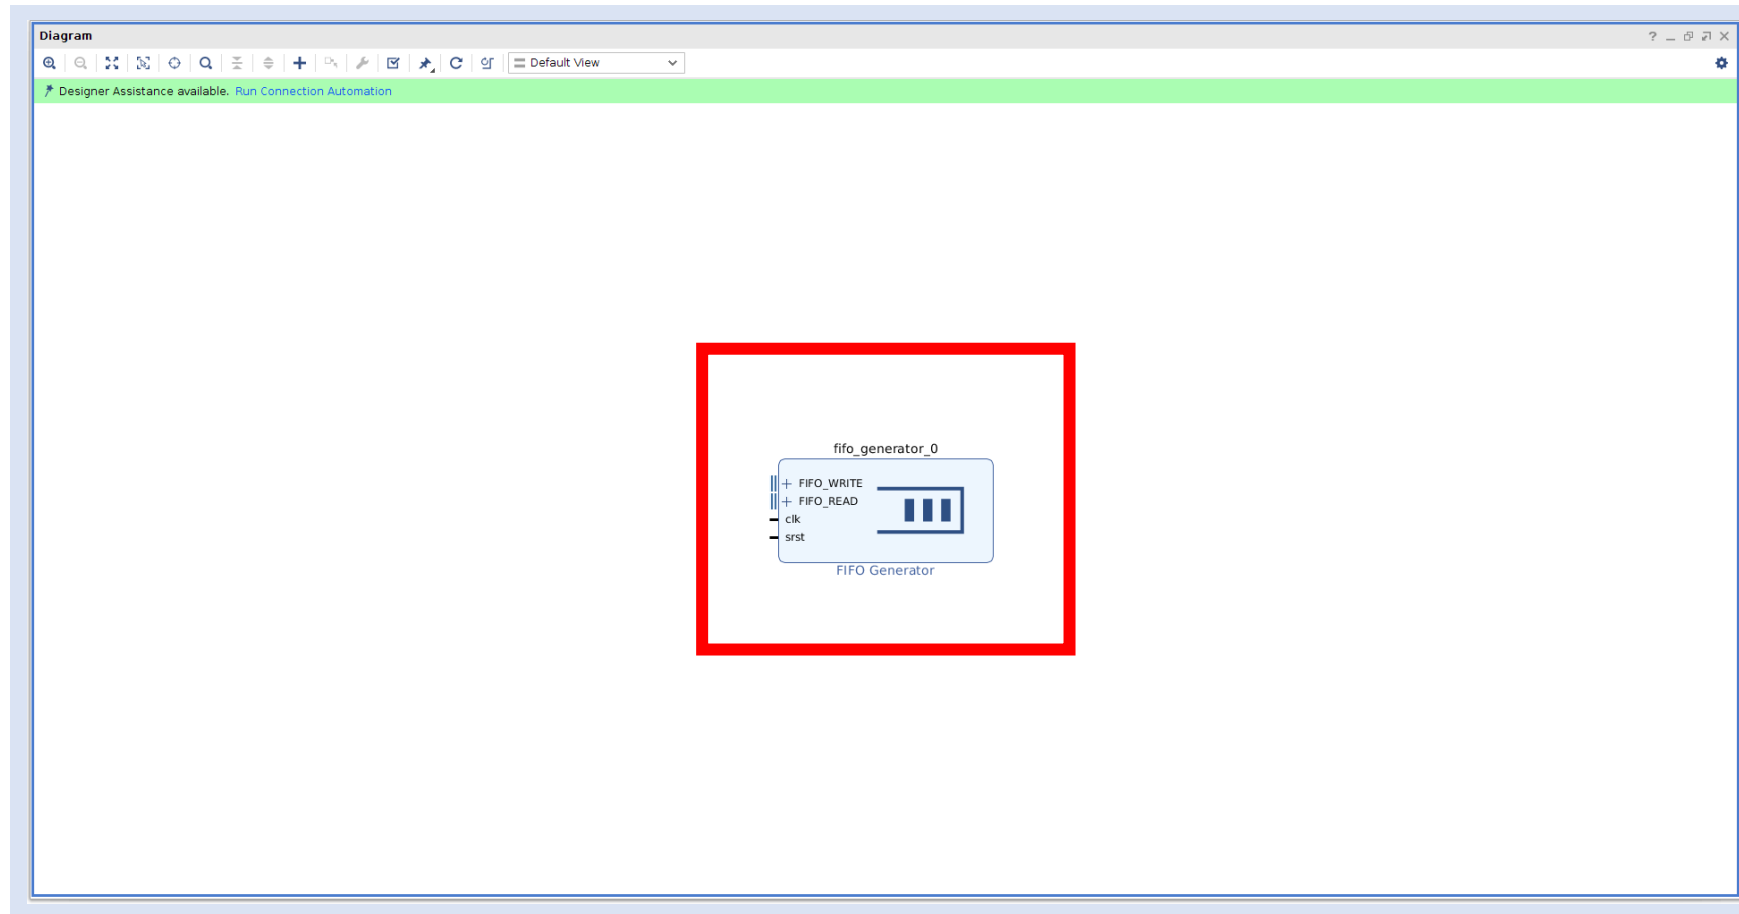 Diagram
Default View
Designer Assistance available. Run Connection Automation
fifo_generator_0
FIFO_WRITE
FIFO_READ
clk
srst
FIFO Generator